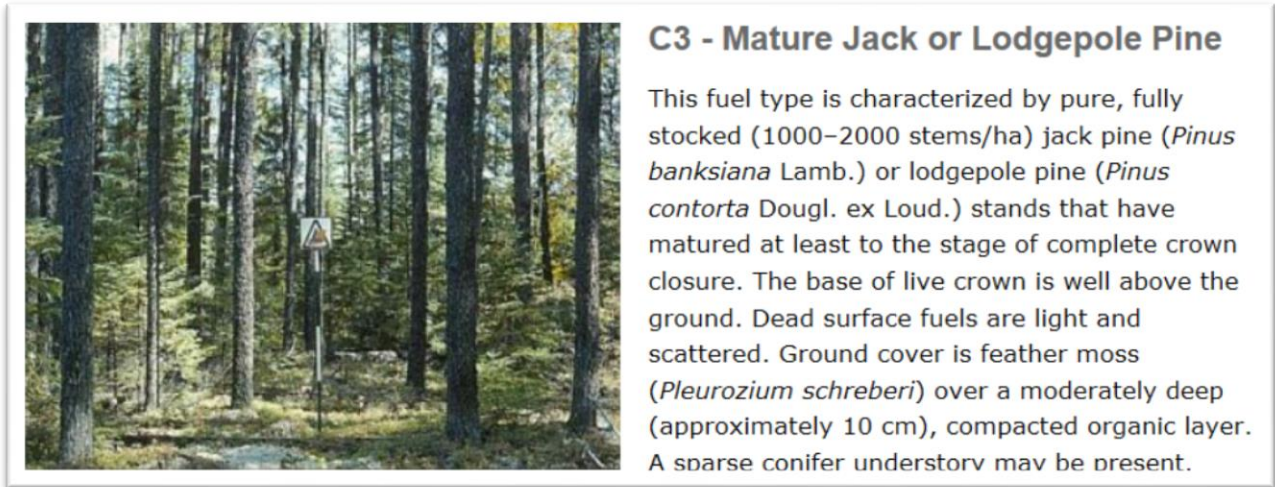 C3 - Mature Jack or Lodgepole Pine
This fuel type is characterized by pure, fully
stocked (1000–2000 stems/ha) jack pine (Pinus
banksiana Lamb.) or lodgepole pine (Pinus
contorta Dougl. ex Loud.) stands that have
matured at least to the stage of complete crown
closure. The base of live crown is well above the
ground. Dead surface fuels are light and
scattered. Ground cover is feather moss
(Pleurozium schreberi) over a moderately deep
(approximately 10 cm), compacted organic layer.
A sparse conifer understory may be present.